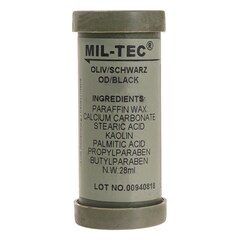 MIL-TEC®
OLIV/SCHWARZ
OD/BLACK
INGREDIENTS:
PARAFFIN WAX
CALCIUM CARBONATE
STEARIC ACID
KAOLIN
PALMITIC ACID
PROPYLPARABEN
BUTYLPARABEN
N.W. 28ml
LOT NO.00940818